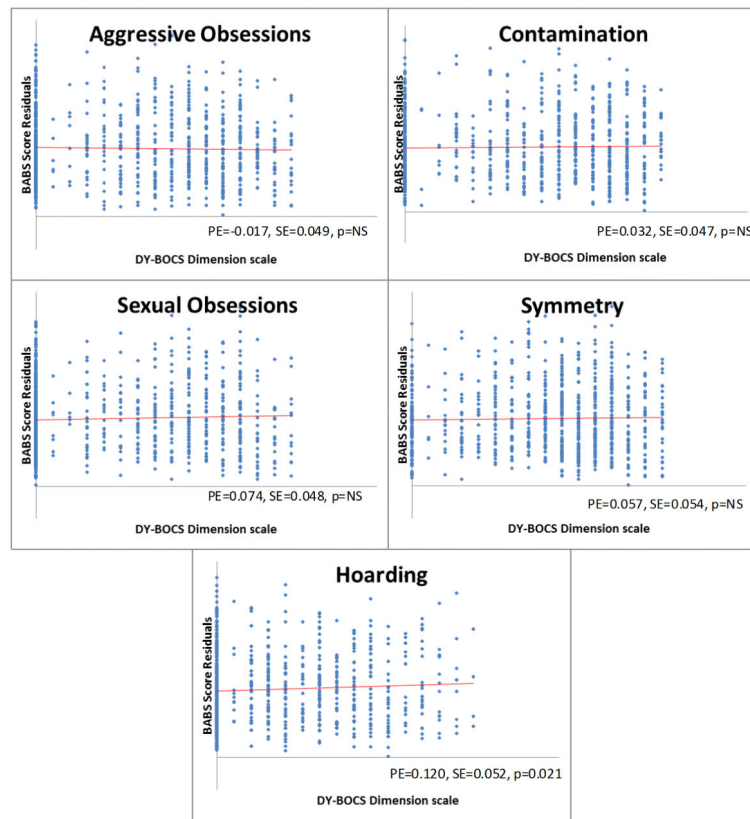 Aggressive Obsessions
BABS Score Residuals
PE=-0.017, SE=0.049, p=NS
DY-BOCS Dimension scale
Contamination
BABS Score Residuals
PE=0.032, SE=0.047, p=NS
DY-BOCS Dimension scale
Sexual Obsessions
BABS Score Residuals
PE=0.074, SE=0.048, p=NS
DY-BOCS Dimension scale
Symmetry
BABS Score Residuals
PE=0.057, SE=0.054, p=NS
DY-BOCS Dimension scale
Hoarding
BABS Score Residuals
PE=0.120, SE=0.052, p=0.021
DY-BOCS Dimension scale